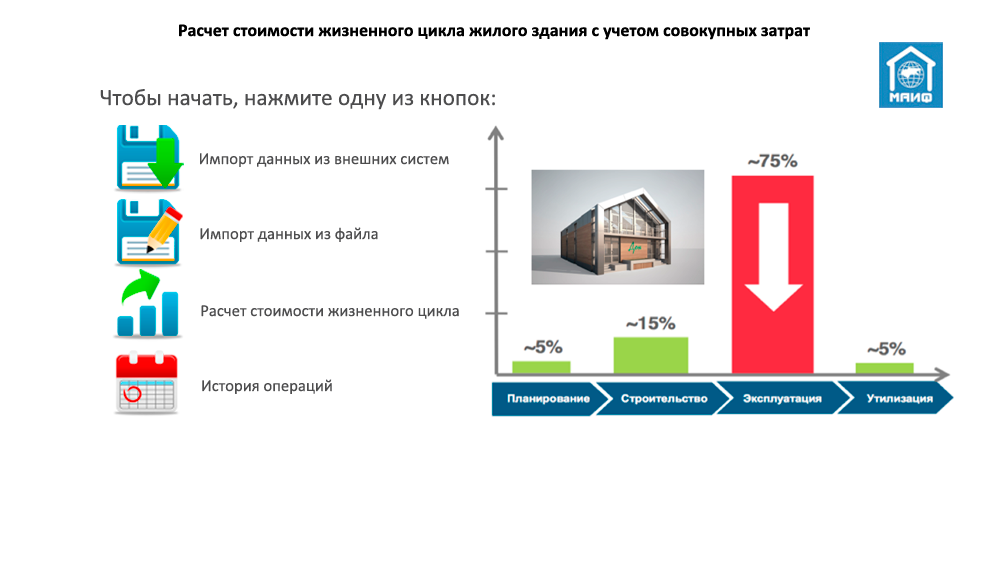 Расчет стоимости жизненного цикла жилого здания с учетом совокупных затрат
МАИФ
Чтобы начать, нажмите одну из кнопок:
Импорт данных из внешних систем
Импорт данных из файла
Расчет стоимости жизненного цикла
История операций
~5%
~15%
~75%
~5%
Планирование
Строительство
Эксплуатация
Утилизация